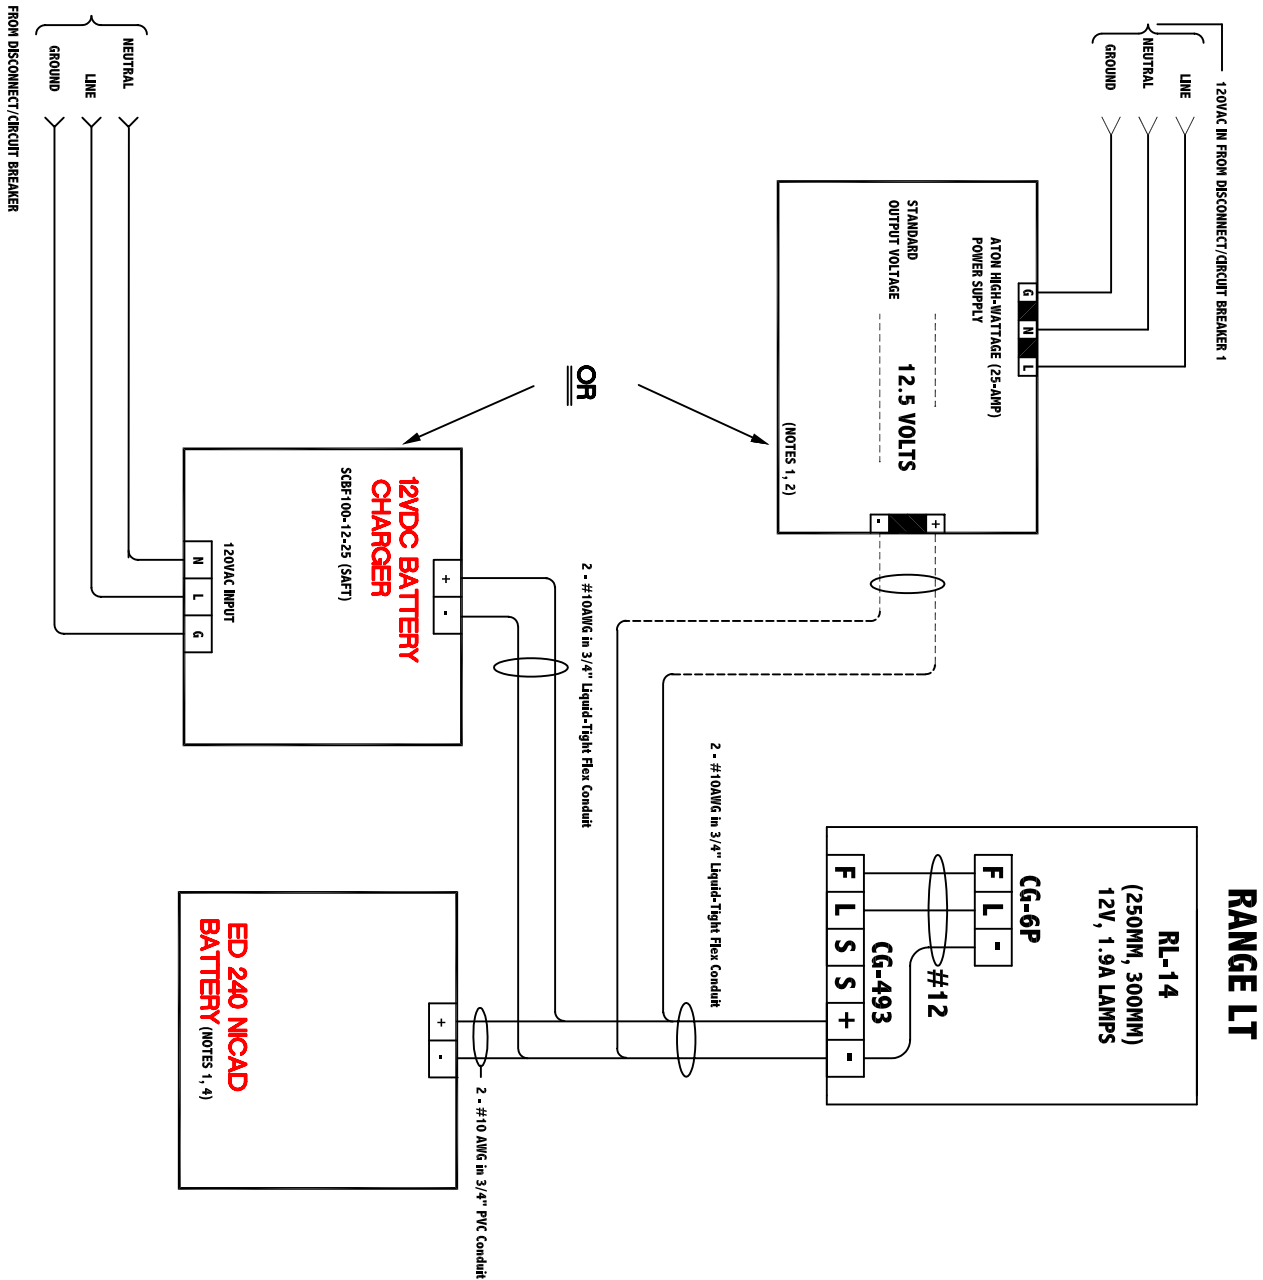 RANGE LT
120VAC IN FROM DISCONNECT/CIRCUIT BREAKER 1
LINE
NEUTRAL
GROUND
ATON HIGH-WATTAGE (25-AMP)
POWER SUPPLY
G
N
L
STANDARD
OUTPUT VOLTAGE
12.5 VOLTS
(NOTES 1, 2)
- +
RL-14
(250MM, 300MM)
12V, 1.9A LAMPS
CG-6P
F
L
-
#12
CG-493
F
L
S
S
+
-
2 - #10AWG in 3/4" Liquid-Tight Flex Conduit
OR
2 - #10AWG in 3/4" Liquid-Tight Flex Conduit
12VDC BATTERY
CHARGER
SCBF100-12-25 (SAFT)
+
-
120VAC INPUT
N
L
G
2 - #10 AWG in 3/4" PVC Conduit
+
-
ED 240 NICAD
BATTERY (NOTES 1, 4)
NEUTRAL
LINE
GROUND
FROM DISCONNECT/CIRCUIT BREAKER